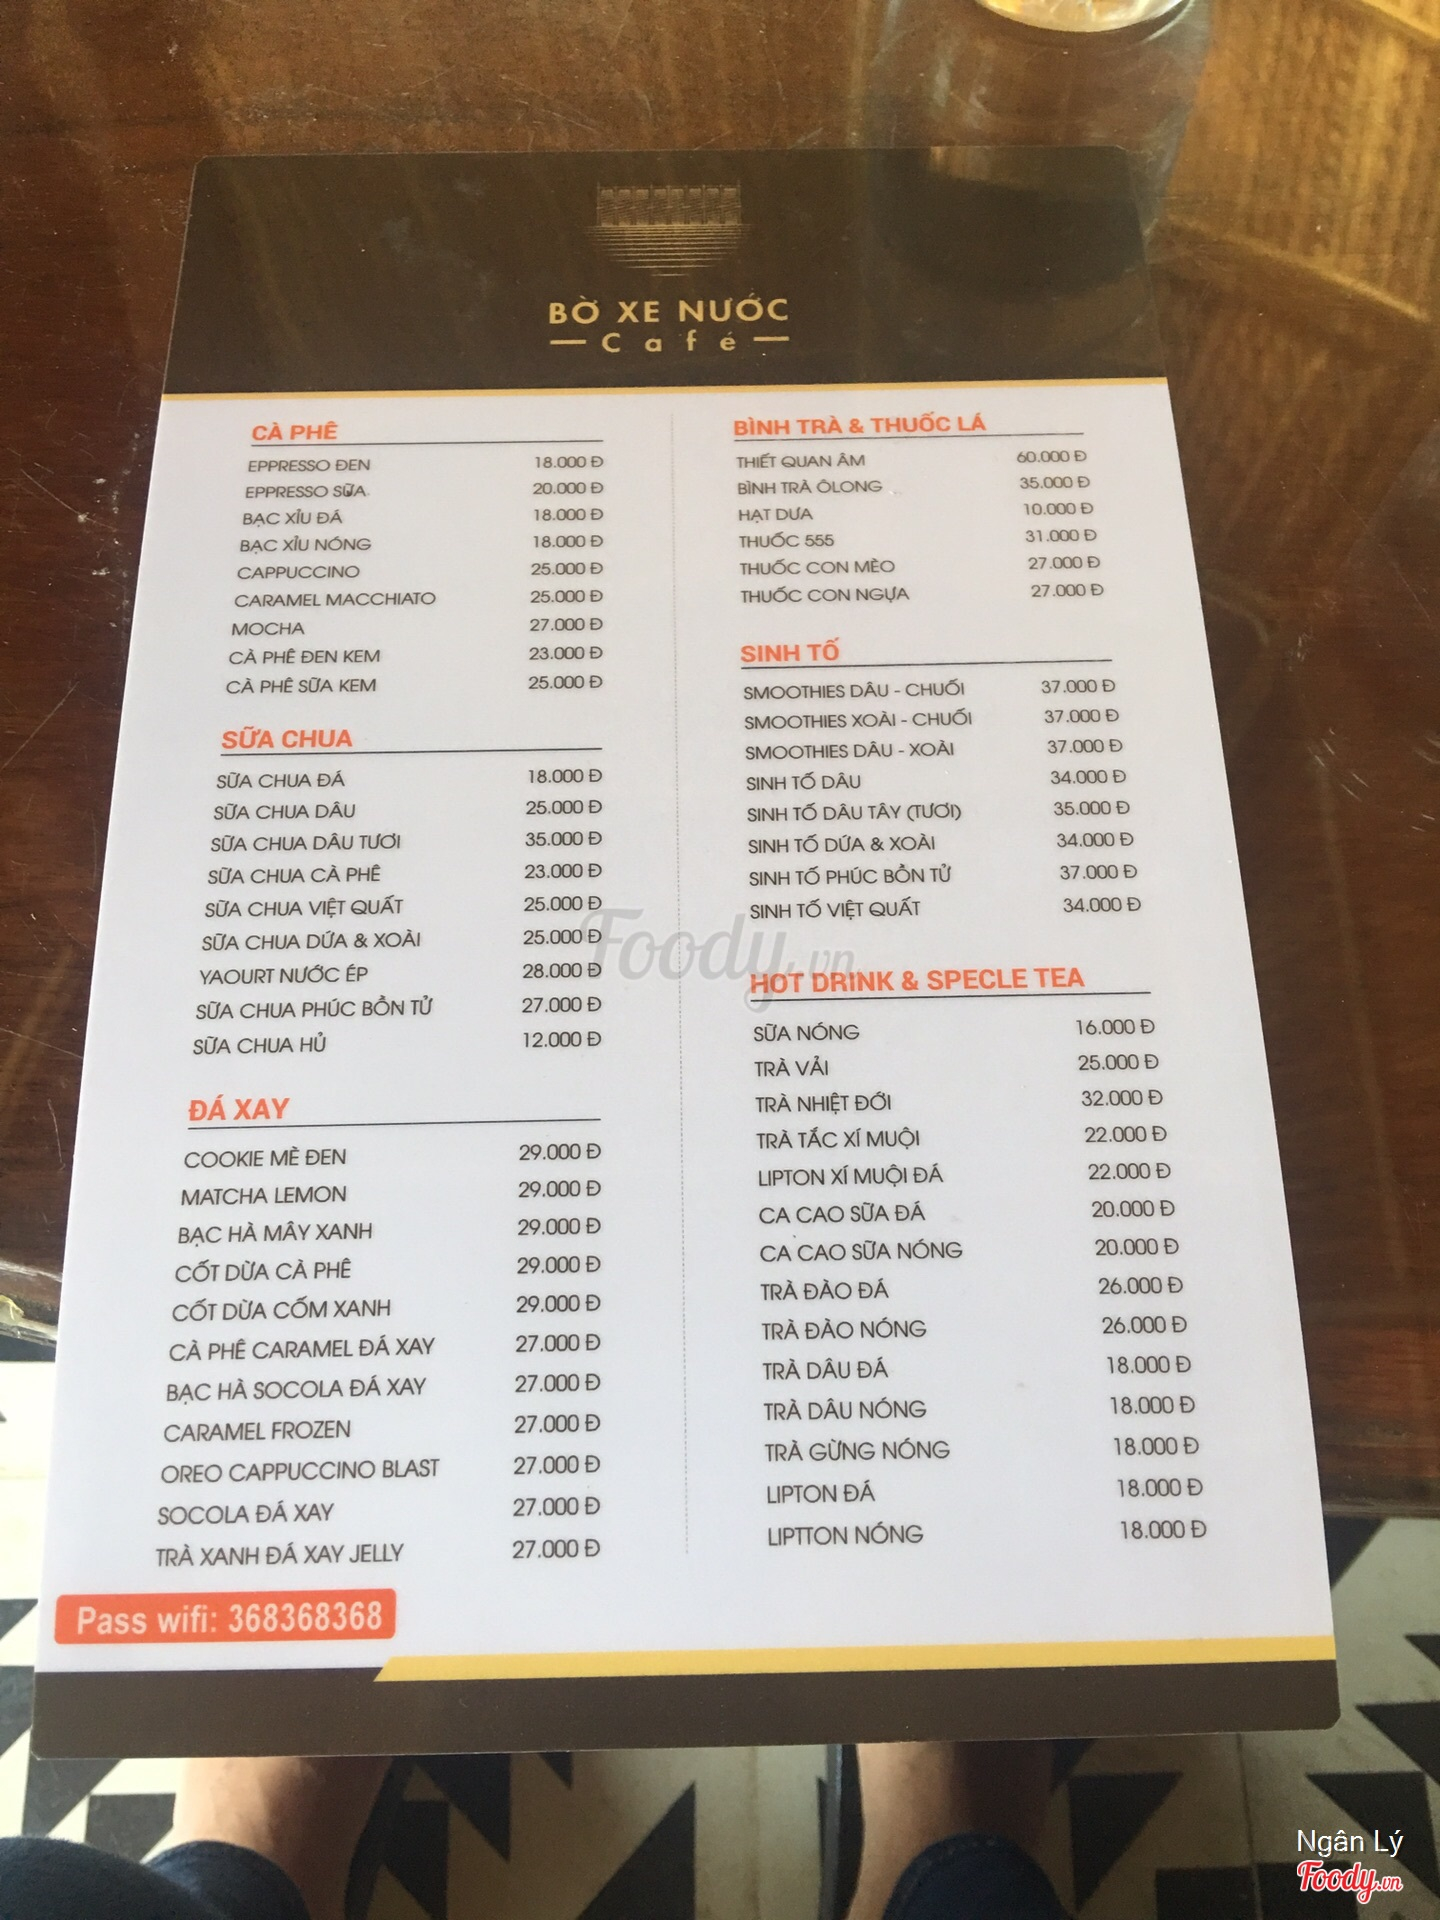 BỜ XE NƯỚC
Café
CÀ PHÊ
EPPRESSO ĐEN 18.000 Đ
EPPRESSO SỮA 20.000 Đ
BẠC XỈU ĐÁ 18.000 Đ
BẠC XỈU NÓNG 18.000 Đ
CAPPUCCINO 25.000 Đ
CARAMEL MACCHIATO 25.000 Đ
MOCHA 27.000 Đ
CÀ PHÊ ĐEN KEM 23.000 Đ
CÀ PHÊ SỮA KEM 25.000 Đ
SỮA CHUA
SỮA CHUA ĐÁ 18.000 Đ
SỮA CHUA DÂU 25.000 Đ
SỮA CHUA DÂU TƯƠI 35.000 Đ
SỮA CHUA CÀ PHÊ 23.000 Đ
SỮA CHUA VIỆT QUẤT 25.000 Đ
SỮA CHUA DỨA & XOÀI 25.000 Đ
YAOURT NƯỚC ÉP 28.000 Đ
SỮA CHUA PHÚC BỒN TỬ 27.000 Đ
SỮA CHUA HỦ 12.000 Đ
ĐÁ XAY
COOKIE MÈ ĐEN 29.000 Đ
MATCHA LEMON 29.000 Đ
BẠC HÀ MÂY XANH 29.000 Đ
CỐT DỪA CÀ PHÊ 29.000 Đ
CỐT DỪA CỐM XANH 29.000 Đ
CÀ PHÊ CARAMEL ĐÁ XAY 27.000 Đ
BẠC HÀ SOCOLA ĐÁ XAY 27.000 Đ
CARAMEL FROZEN 27.000 Đ
OREO CAPPUCCINO BLAST 27.000 Đ
SOCOLA ĐÁ XAY 27.000 Đ
TRÀ XANH ĐÁ XAY JELLY 27.000 Đ
Pass wifi: 368368368
BÌNH TRÀ & THUỐC LÁ
THIẾT QUAN ÂM 60.000 Đ
BÌNH TRÀ ÔLONG 35.000 Đ
HẠT DƯA 10.000 Đ
THUỐC 555 31.000 Đ
THUỐC CON MÈO 27.000 Đ
THUỐC CON NGỰA 27.000 Đ
SINH TỐ
SMOOTHIES DÂU - CHUỐI 37.000 Đ
SMOOTHIES XOÀI - CHUỐI 37.000 Đ
SMOOTHIES DÂU - XOÀI 37.000 Đ
SINH TỐ DÂU 34.000 Đ
SINH TỐ DÂU TÂY (TƯƠI) 35.000 Đ
SINH TỐ DỨA & XOÀI 34.000 Đ
SINH TỐ PHÚC BỒN TỬ 37.000 Đ
SINH TỐ VIỆT QUẤT 34.000 Đ
Foody.vn
HOT DRINK & SPECLE TEA
SỮA NÓNG 16.000 Đ
TRÀ VẢI 25.000 Đ
TRÀ NHIỆT ĐỚI 32.000 Đ
TRÀ TẮC XÍ MUỘI 22.000 Đ
LIPTON XÍ MUỘI ĐÁ 22.000 Đ
CA CAO SỮA ĐÁ 20.000 Đ
CA CAO SỮA NÓNG 20.000 Đ
TRÀ ĐÀO ĐÁ 26.000 Đ
TRÀ ĐÀO NÓNG 26.000 Đ
TRÀ DÂU ĐÁ 18.000 Đ
TRÀ DÂU NÓNG 18.000 Đ
TRÀ GỪNG NÓNG 18.000 Đ
LIPTON ĐÁ 18.000 Đ
LIPTTON NÓNG 18.000 Đ
Ngân Lý
Foody.vn